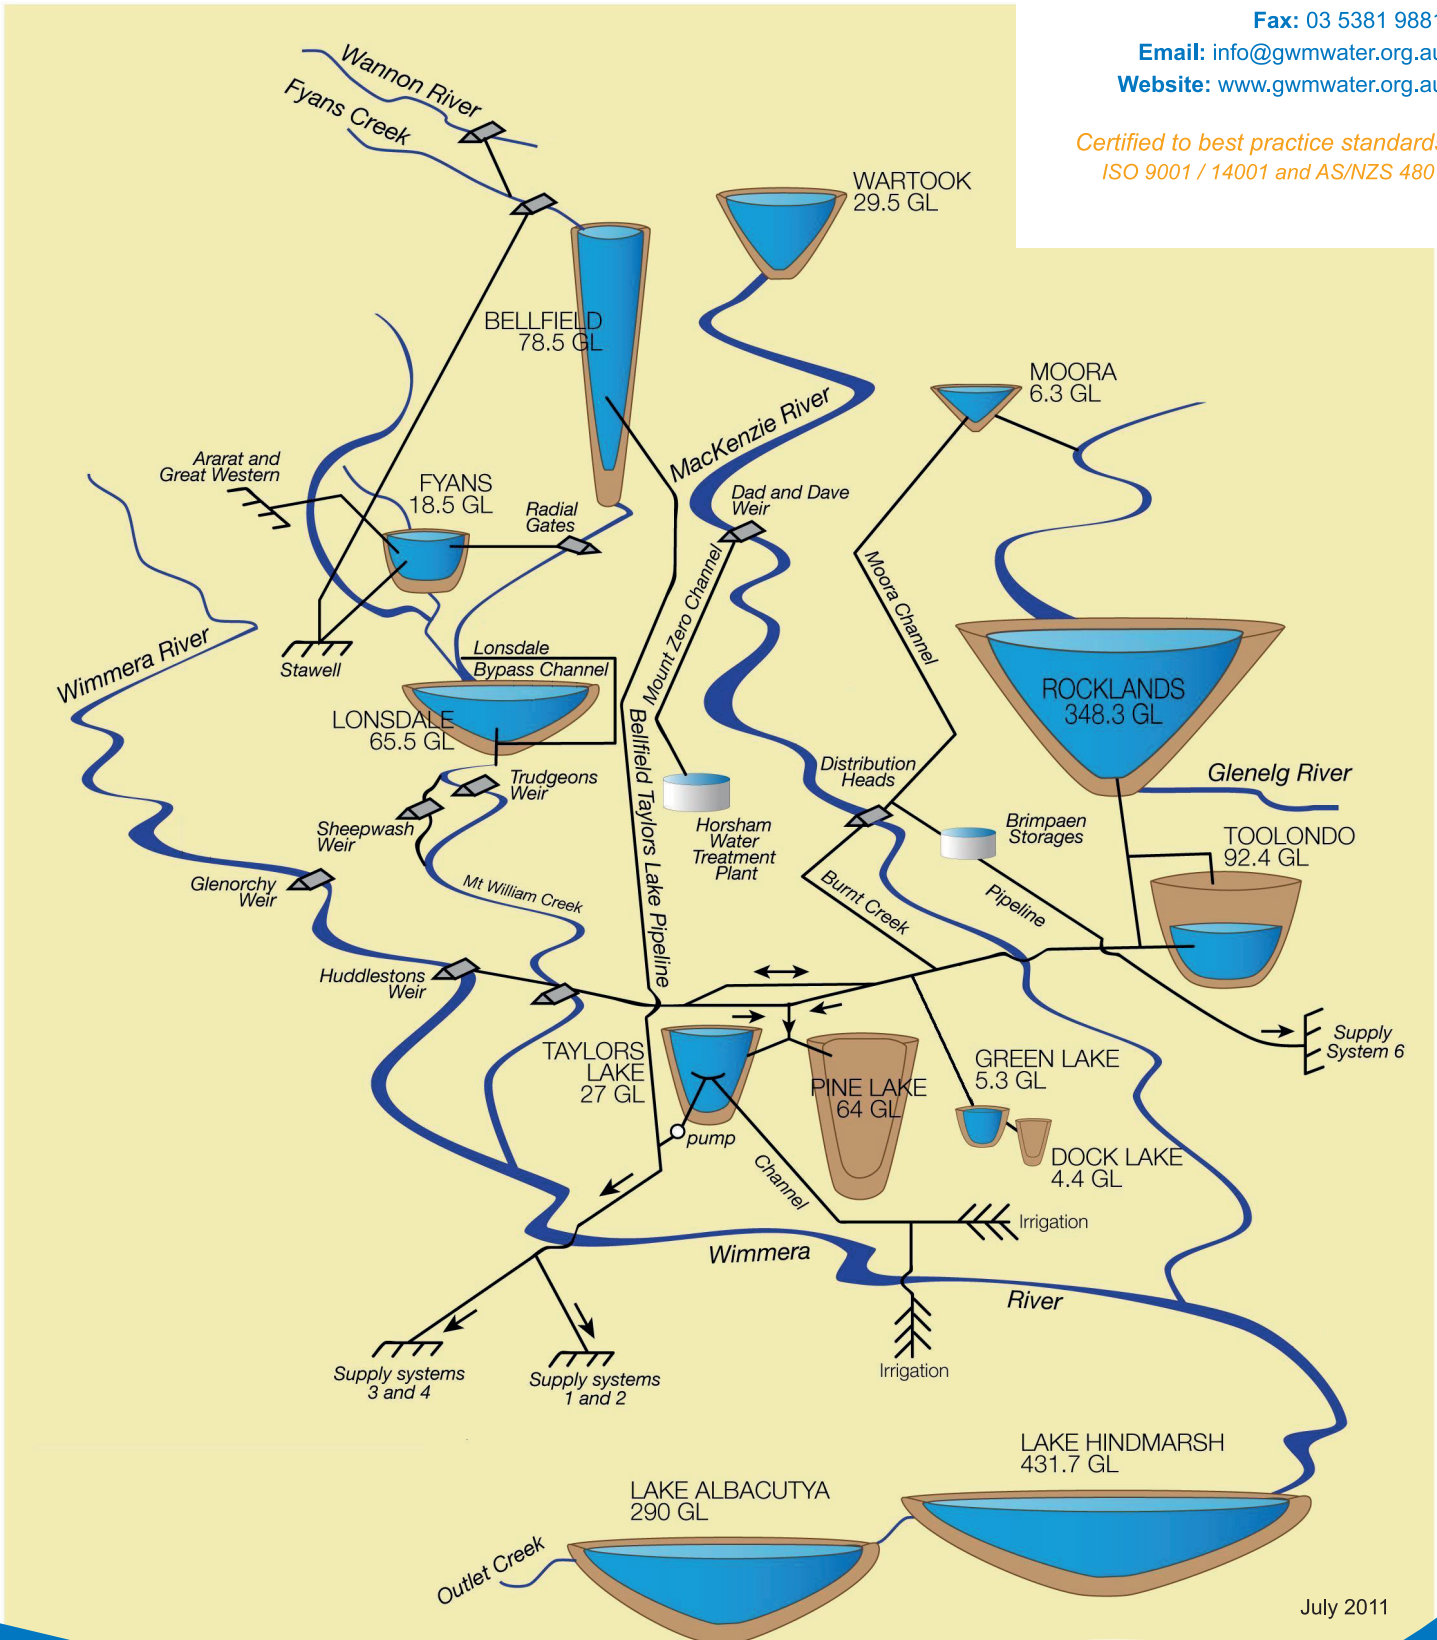 Fax: 03 5381 9881
Email: info@gwmwater.org.au
Website: www.gwmwater.org.au
Certified to best practice standards
ISO 9001 / 14001 and AS/NZS 480
Wannon River
Fyans Creek
WARTOOK
29.5 GL
BELLFIELD
78.5 GL
MOORA
6.3 GL
MacKenzie River
Ararat and
Great Western
FYANS
18.5 GL
Radial
Gates
Dad and Dave
Weir
Mount Zero Channel
Moora Channel
Wimmera River
Stawell
Lonsdale
Bypass Channel
LONSDALE
65.5 GL
ROCKLANDS
348.3 GL
Bellfield Taylors Lake Pipeline
Trudgeons
Weir
Sheepwash
Weir
Distribution
Heads
Glenelg River
Horsham
Water
Treatment
Plant
Brimpaen
Storages
TOOLONDO
92.4 GL
Glenorchy
Weir
Mt William Creek
Burnt Creek
Pipeline
Huddlestons
Weir
TAYLORS
LAKE
27 GL
PINE LAKE
64 GL
GREEN LAKE
5.3 GL
Supply
System 6
pump
Channel
DOCK LAKE
4.4 GL
Irrigation
Wimmera
River
Irrigation
Supply systems
3 and 4
Supply systems
1 and 2
LAKE HINDMARSH
431.7 GL
LAKE ALBACUTYA
290 GL
Outlet Creek
July 2011